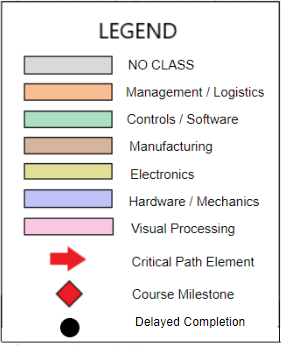 LEGEND
NO CLASS
Management / Logistics
Controls / Software
Manufacturing
Electronics
Hardware / Mechanics
Visual Processing
Critical Path Element
Course Milestone
Delayed Completion